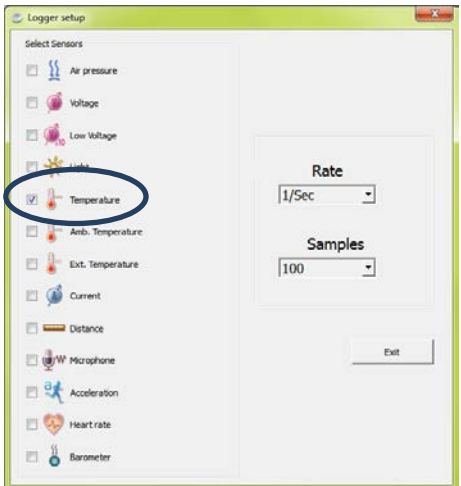 Logger setup
Select Sensors
Air pressure
Voltage
Low Voltage
Light
Temperature
Amb. Temperature
Ext. Temperature
Current
Distance
Microphone
Acceleration
Heart rate
Barometer
Rate
1/Sec
Samples
100
Exit